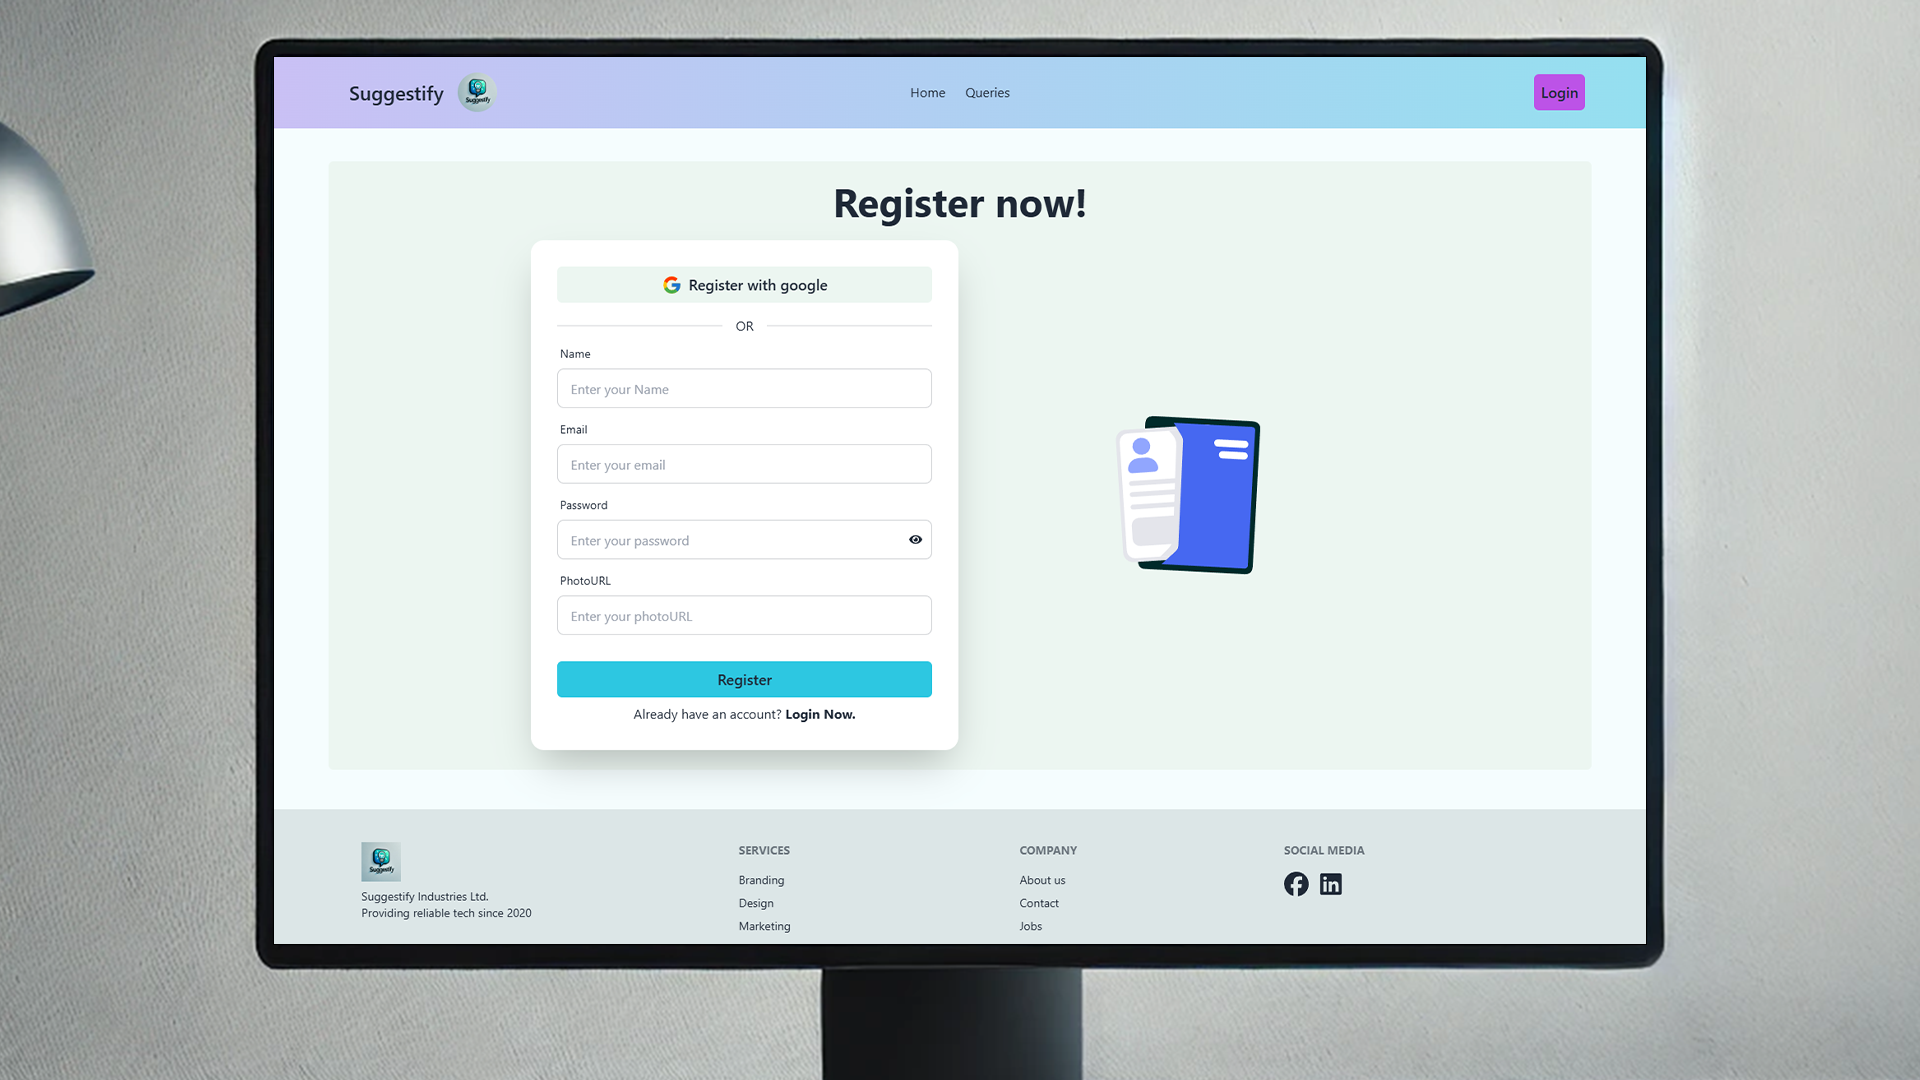 Suggestify
Suggestify
Home
Queries
Login
Register now!
Register with google
OR
Name
Enter your Name
Email
Enter your email
Password
Enter your password
PhotoURL
Enter your photoURL
Register
Already have an account? Login Now.
Suggestify
Suggestify Industries Ltd.
Providing reliable tech since 2020
SERVICES
Branding
Design
Marketing
COMPANY
About us
Contact
Jobs
SOCIAL MEDIA